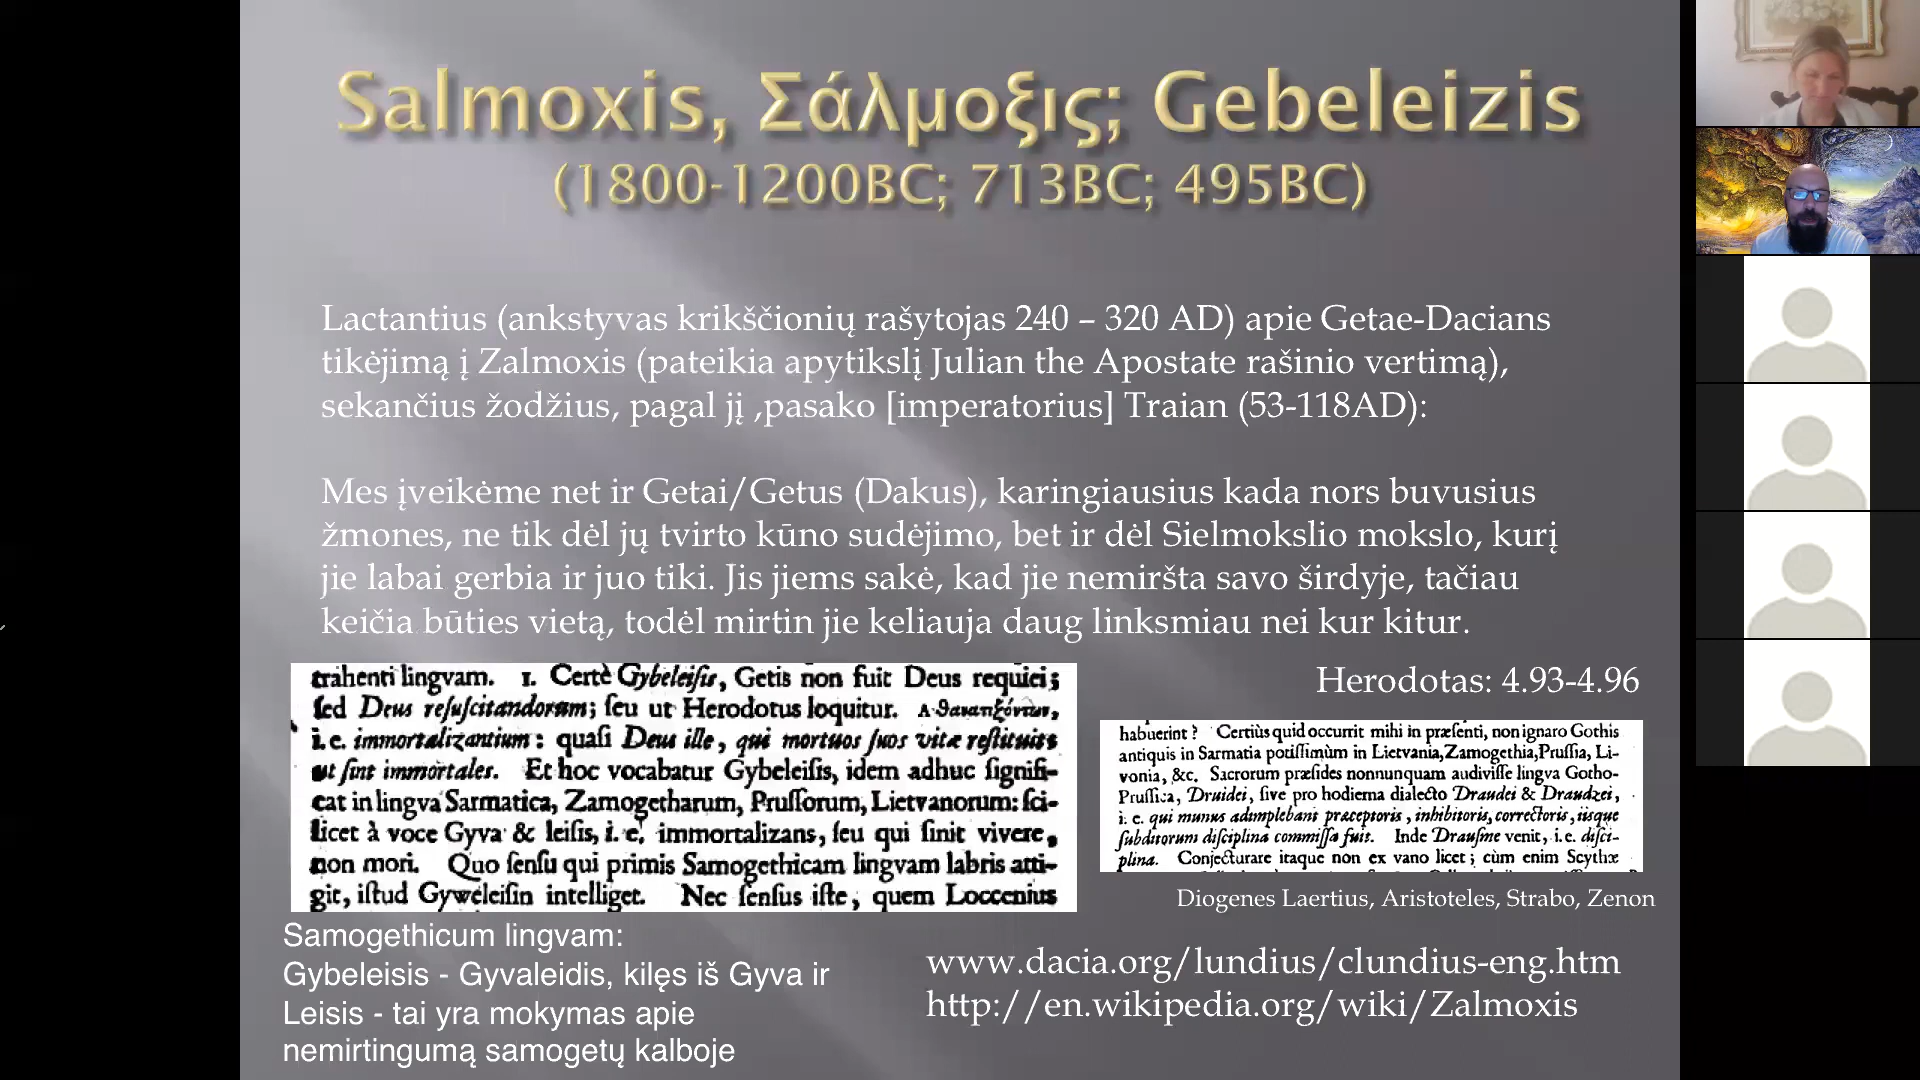 Salmoxis, Σάλμοξις; Gebeleizis
(1800-1200BC; 713BC; 495BC)
Lactantius (ankstyvas krikščionių rašytojas 240 – 320 AD) apie Getae-Dacians
tikėjimą į Zalmoxis (pateikia apytikslį Julian the Apostate rašinio vertimą),
sekančius žodžius, pagal jį ,pasako [imperatorius] Traian (53-118AD):
Mes įveikėme net ir Getai/Getus (Dakus), karingiausius kada nors buvusius
žmones, ne tik dėl jų tvirto kūno sudėjimo, bet ir dėl Sielmokslio mokslo, kurį
jie labai gerbia ir juo tiki. Jis jiems sakė, kad jie nemiršta savo širdyje, tačiau
keičia būties vietą, todėl mirtin jie keliauja daug linksmiau nei kur kitur.
trahenti lingvam. 1. Certè Gybeleiſis, Getis non fuit Deus requiei;
ſed Deus reſuſcitandorum; ſeu ut Herodotus loquitur.
i.e. immortalizantium: quaſi Deus ille, qui mortuos ſuos vitæ reſtituits
ut ſint immortales. Et hoc vocabatur Gybeleiſis, idem adhuc ſignifi-
cat in lingva Sarmatica, Zamogetharum, Pruſſorum, Lietvanorum: ſci-
licet à voce Gyva & leiſis, i.e. immortalizans, ſeu qui ſinit vivere,
non mori. Quo ſenſu qui primis Samogethicam lingvam labris atti-
git, iſtud Gyweleiſin intelliget. Nec ſenſus iſte, quem Loccenius
Herodotas: 4.93-4.96
habuerint? Certiùs quid occurrit mihi in præſenti, non ignaro Gothis
antiquis in Sarmatia potiſſimùm in Lietvania, Zamogethia, Pruſſia, Li-
vonia, &c. Sacrorum præſides nonnunquam audiviſſe lingva Gotho-
Pruſſica, Druidei, ſive pro hodierna dialecto Draudei & Draudzei,
i. e. qui munus adimplebant præceptoris, inhibitoris, correctoris, iisque
ſubditorum diſciplina commiſſa fuit. Inde Drauſme venit, i.e. diſci-
plina. Conjecturare itaque non ex vano licet; cùm enim Scythæ
Diogenes Laertius, Aristoteles, Strabo, Zenon
Samogethicum lingvam:
Gybeleisis - Gyvaleidis, kilęs iš Gyva ir
Leisis - tai yra mokymas apie
nemirtingumą samogetų kalboje
www.dacia.org/lundius/clundius-eng.htm
http://en.wikipedia.org/wiki/Zalmoxis